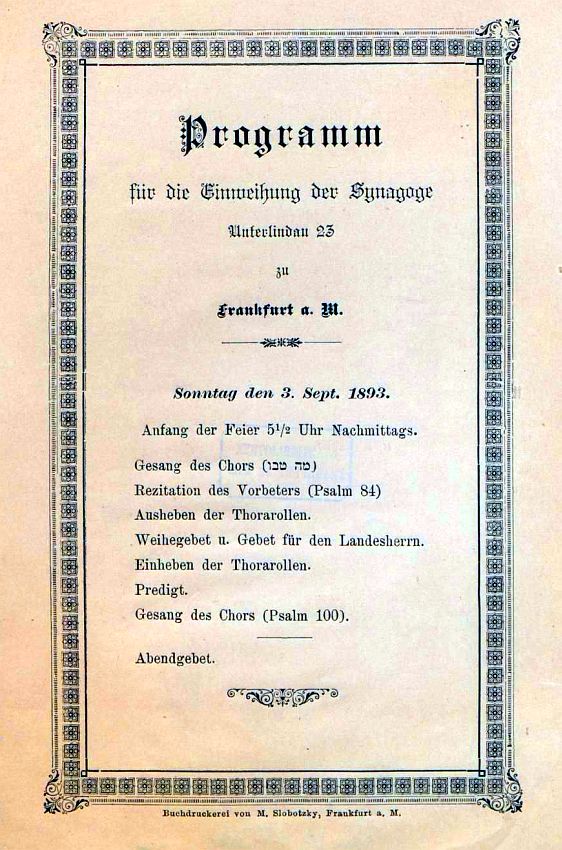 Programm
für die Einweihung der Synagoge
Unterlindau 23
zu
Frankfurt a. M.
Sonntag den 3. Sept. 1893.
Anfang der Feier 5 1/2 Uhr Nachmittags.
Gesang des Chors (מה טבו)
Rezitation des Vorbeters (Psalm 84)
Ausheben der Thorarollen.
Weihegebet u. Gebet für den Landesherrn.
Einheben der Thorarollen.
Predigt.
Gesang des Chors (Psalm 100).
Abendgebet.
Buchdruckerei von M. Slobotzky, Frankfurt a. M.